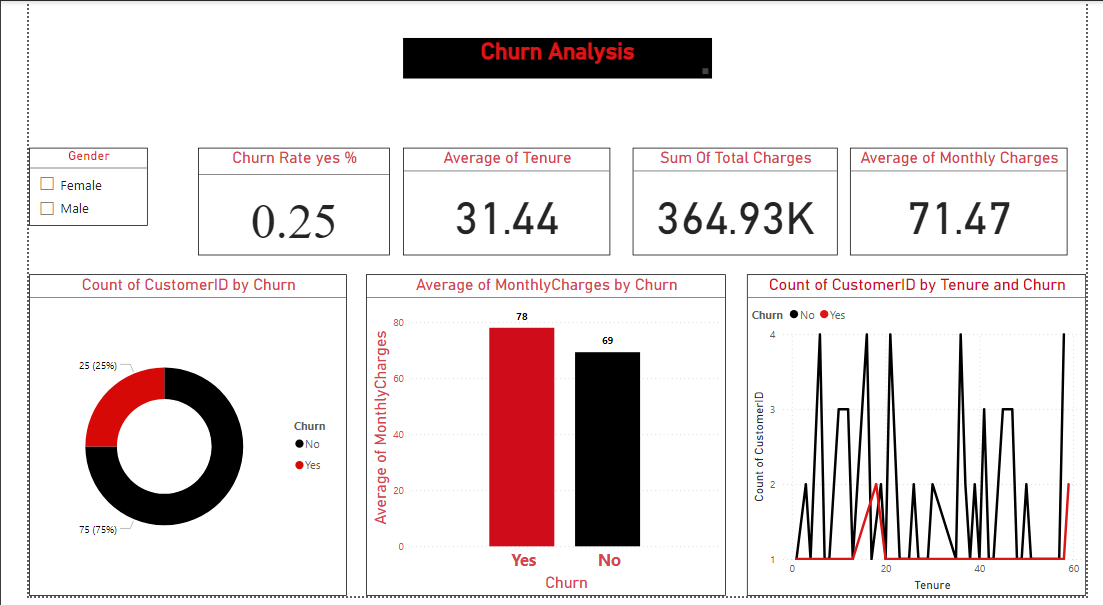 Churn Analysis
Gender
Female
Male
Churn Rate yes %
0.25
Average of Tenure
31.44
Sum Of Total Charges
364.93K
Average of Monthly Charges
71.47
Count of CustomerID by Churn
25 (25%)
75 (75%)
Churn
No
Yes
Average of MonthlyCharges by Churn
Average of MonthlyCharges
80
60
40
20
0
78
69
Yes No
Churn
Count of CustomerID by Tenure and Churn
Churn No Yes
Count of CustomerID
4
3
2
1
0 20 40 60
Tenure